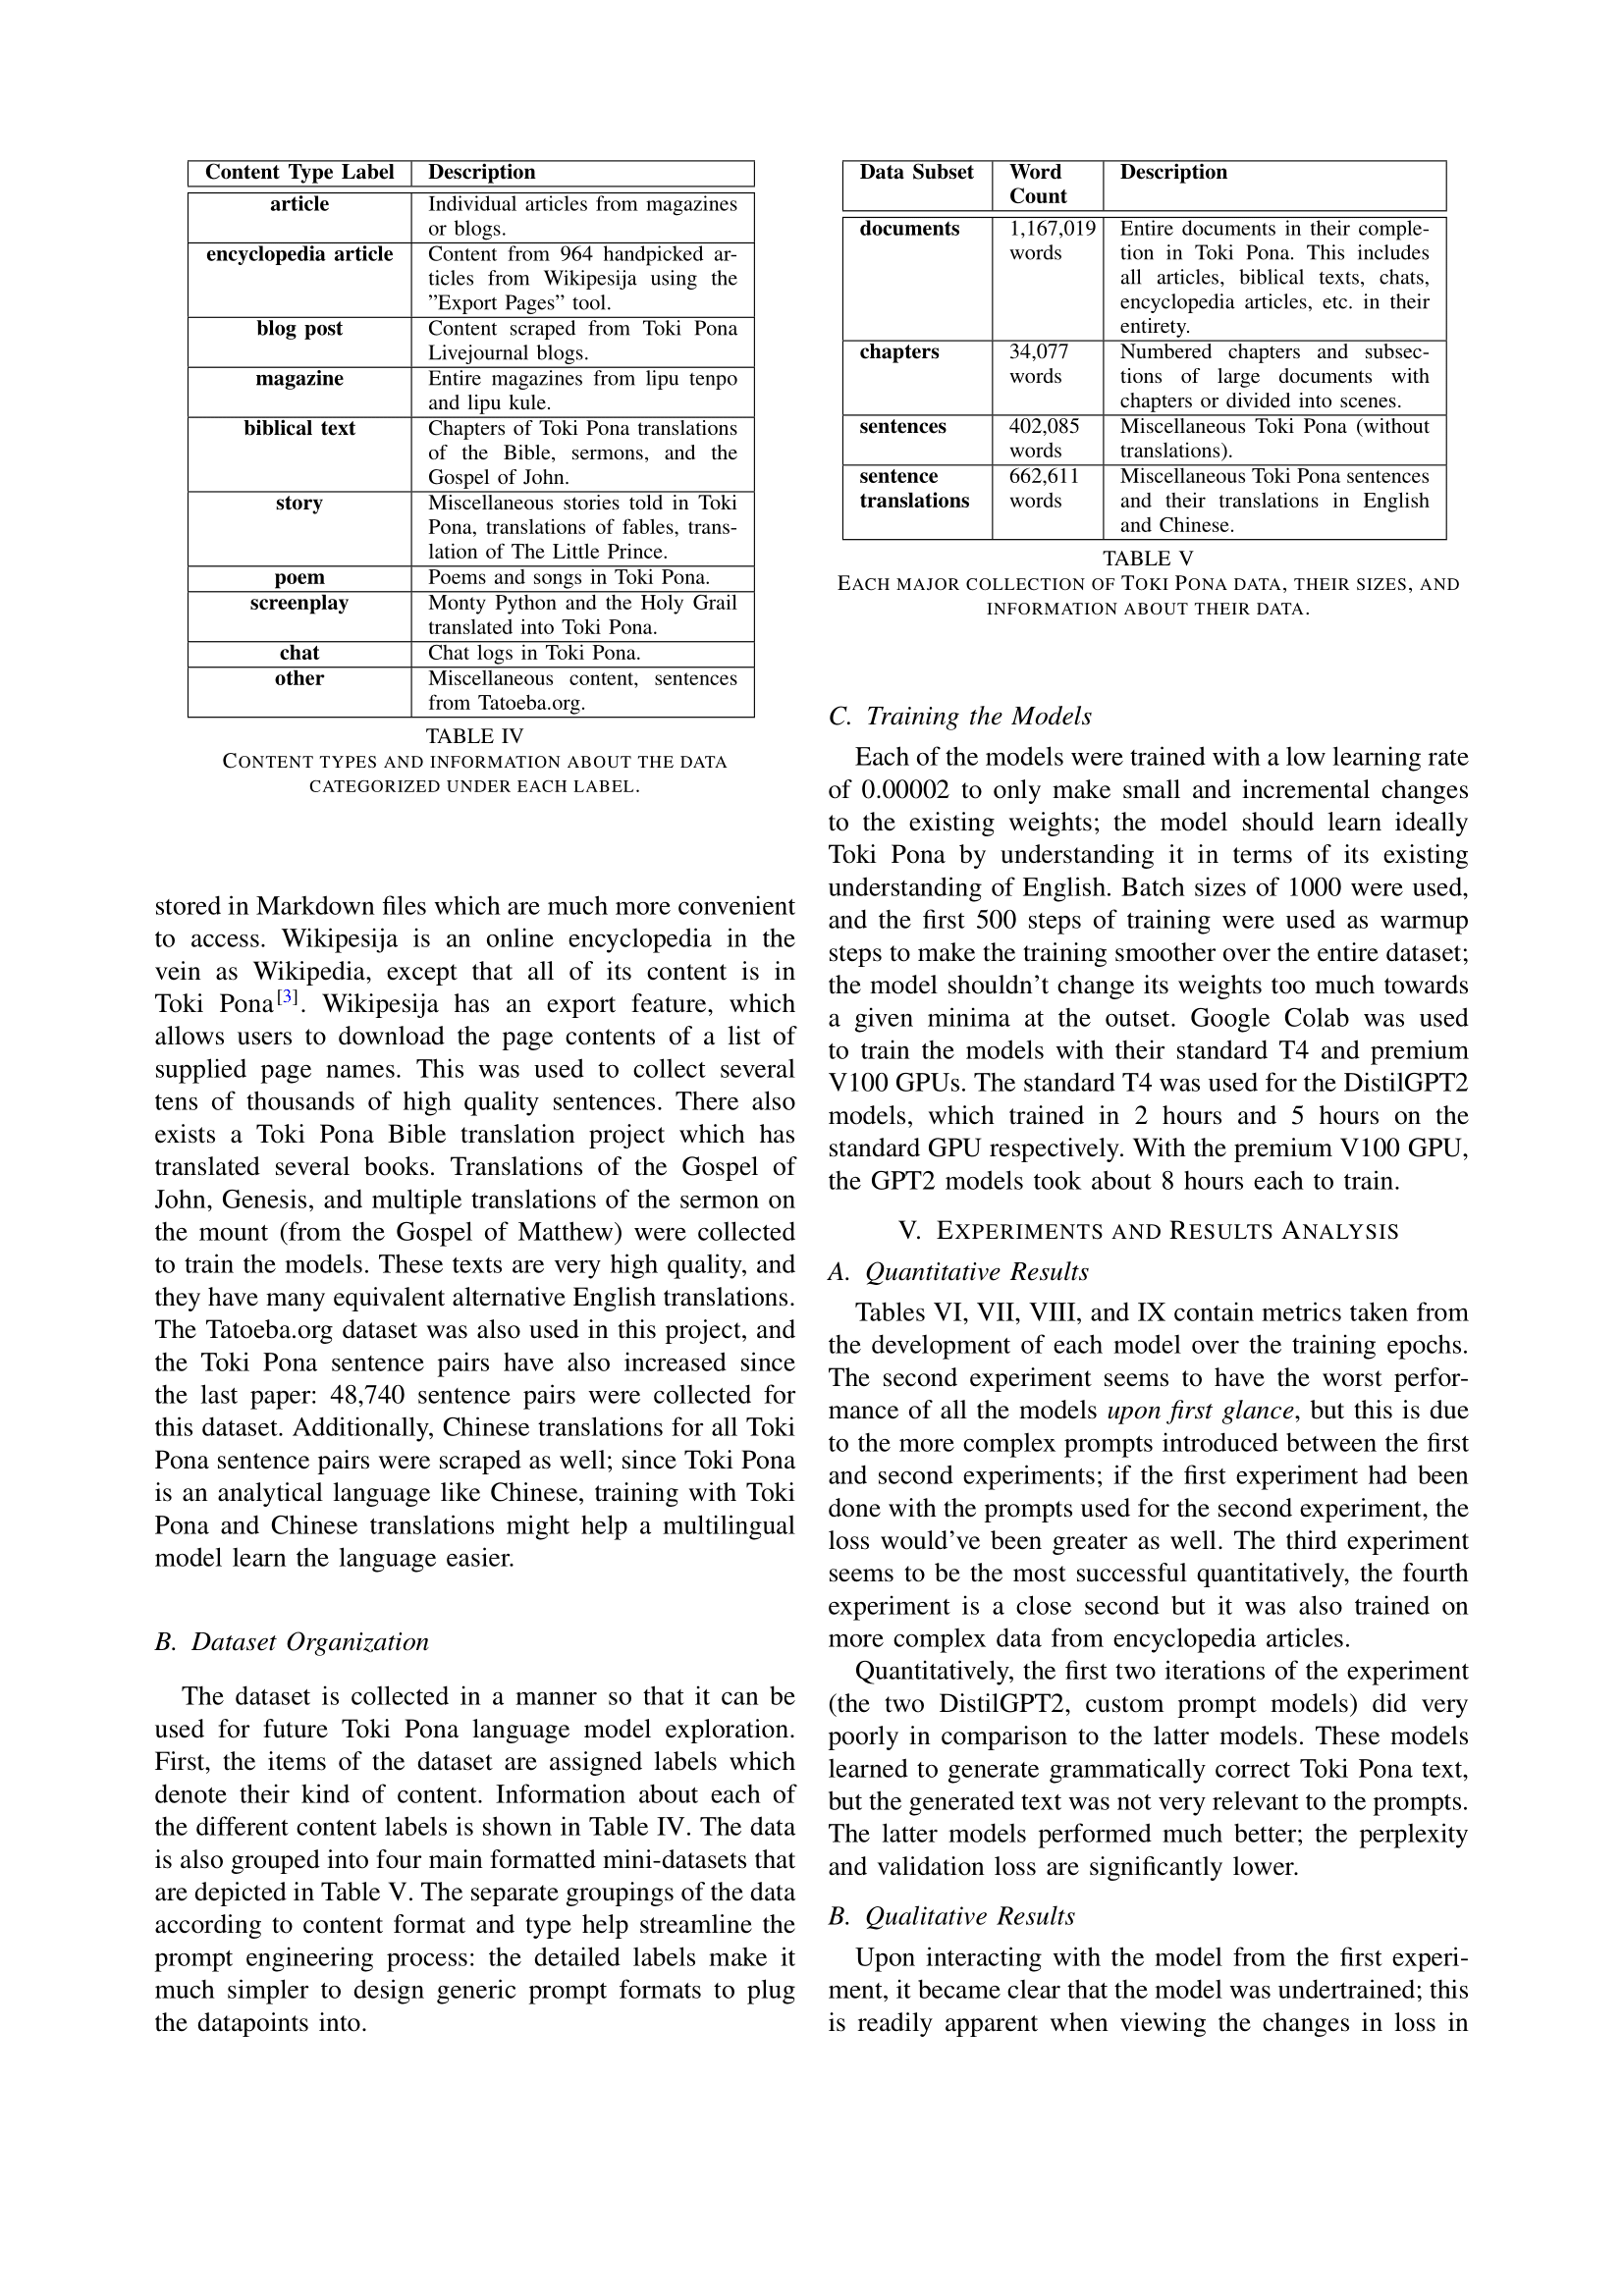 Content Type Label Description
article Individual articles from magazines
or blogs.
encyclopedia article Content from 964 handpicked ar-
ticles from Wikipesija using the
”Export Pages” tool.
blog post Content scraped from Toki Pona
Livejournal blogs.
magazine Entire magazines from lipu tenpo
and lipu kule.
biblical text Chapters of Toki Pona translations
of the Bible, sermons, and the
Gospel of John.
story Miscellaneous stories told in Toki
Pona, translations of fables, trans-
lation of The Little Prince.
poem Poems and songs in Toki Pona.
screenplay Monty Python and the Holy Grail
translated into Toki Pona.
chat Chat logs in Toki Pona.
other Miscellaneous content, sentences
from Tatoeba.org.
TABLE IV
CONTENT TYPES AND INFORMATION ABOUT THE DATA
CATEGORIZED UNDER EACH LABEL.
stored in Markdown files which are much more convenient
to access. Wikipesija is an online encyclopedia in the
vein as Wikipedia, except that all of its content is in
Toki Pona[3]. Wikipesija has an export feature, which
allows users to download the page contents of a list of
supplied page names. This was used to collect several
tens of thousands of high quality sentences. There also
exists a Toki Pona Bible translation project which has
translated several books. Translations of the Gospel of
John, Genesis, and multiple translations of the sermon on
the mount (from the Gospel of Matthew) were collected
to train the models. These texts are very high quality, and
they have many equivalent alternative English translations.
The Tatoeba.org dataset was also used in this project, and
the Toki Pona sentence pairs have also increased since
the last paper: 48,740 sentence pairs were collected for
this dataset. Additionally, Chinese translations for all Toki
Pona sentence pairs were scraped as well; since Toki Pona
is an analytical language like Chinese, training with Toki
Pona and Chinese translations might help a multilingual
model learn the language easier.
B. Dataset Organization
The dataset is collected in a manner so that it can be
used for future Toki Pona language model exploration.
First, the items of the dataset are assigned labels which
denote their kind of content. Information about each of
the different content labels is shown in Table IV. The data
is also grouped into four main formatted mini-datasets that
are depicted in Table V. The separate groupings of the data
according to content format and type help streamline the
prompt engineering process: the detailed labels make it
much simpler to design generic prompt formats to plug
the datapoints into.
Data Subset Word Description
Count
documents 1,167,019 Entire documents in their comple-
words tion in Toki Pona. This includes
all articles, biblical texts, chats,
encyclopedia articles, etc. in their
entirety.
chapters 34,077 Numbered chapters and subsec-
words tions of large documents with
chapters or divided into scenes.
sentences 402,085 Miscellaneous Toki Pona (without
words translations).
sentence 662,611 Miscellaneous Toki Pona sentences
translations words and their translations in English
and Chinese.
TABLE V
EACH MAJOR COLLECTION OF TOKI PONA DATA, THEIR SIZES, AND
INFORMATION ABOUT THEIR DATA.
C. Training the Models
Each of the models were trained with a low learning rate
of 0.00002 to only make small and incremental changes
to the existing weights; the model should learn ideally
Toki Pona by understanding it in terms of its existing
understanding of English. Batch sizes of 1000 were used,
and the first 500 steps of training were used as warmup
steps to make the training smoother over the entire dataset;
the model shouldn’t change its weights too much towards
a given minima at the outset. Google Colab was used
to train the models with their standard T4 and premium
V100 GPUs. The standard T4 was used for the DistilGPT2
models, which trained in 2 hours and 5 hours on the
standard GPU respectively. With the premium V100 GPU,
the GPT2 models took about 8 hours each to train.
V. EXPERIMENTS AND RESULTS ANALYSIS
A. Quantitative Results
Tables VI, VII, VIII, and IX contain metrics taken from
the development of each model over the training epochs.
The second experiment seems to have the worst perfor-
mance of all the models upon first glance, but this is due
to the more complex prompts introduced between the first
and second experiments; if the first experiment had been
done with the prompts used for the second experiment, the
loss would’ve been greater as well. The third experiment
seems to be the most successful quantitatively, the fourth
experiment is a close second but it was also trained on
more complex data from encyclopedia articles.
Quantitatively, the first two iterations of the experiment
(the two DistilGPT2, custom prompt models) did very
poorly in comparison to the latter models. These models
learned to generate grammatically correct Toki Pona text,
but the generated text was not very relevant to the prompts.
The latter models performed much better; the perplexity
and validation loss are significantly lower.
B. Qualitative Results
Upon interacting with the model from the first experi-
ment, it became clear that the model was undertrained; this
is readily apparent when viewing the changes in loss in